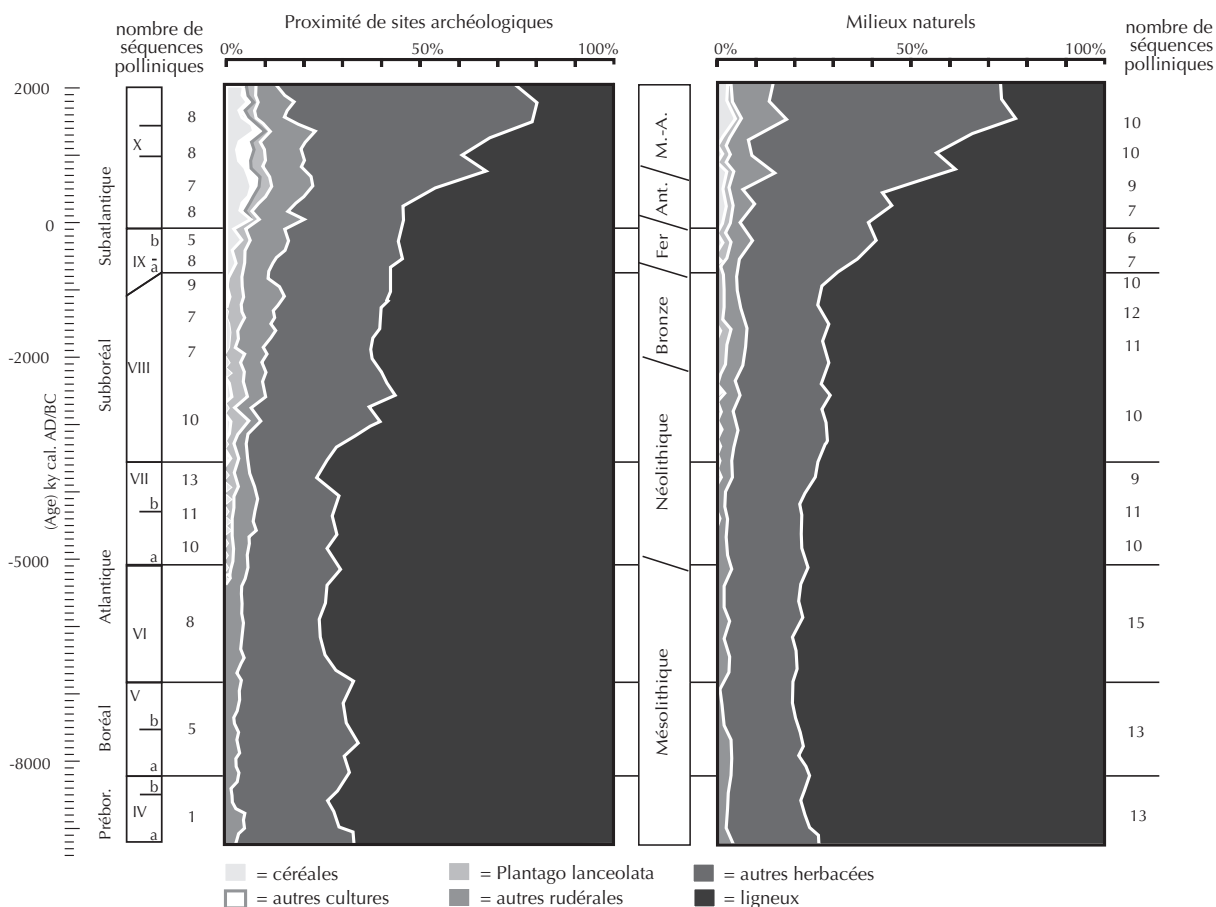 nombre de
séquences
polliniques
Proximité de sites archéologiques
0%
50%
100%
Milieux naturels
0%
50%
100%
nombre de
séquences
polliniques
(Age) ky cal. AD/BC
2000
0
-2000
-5000
-8000
Subatlantique
Subboréal
Atlantique
Boréal
Prébor.
X
b
IX
a
VIII
VII
b
a
VI
V
b
a
b
IV
a
8
8
7
8
5
8
9
7
7
10
13
11
10
8
5
1
M.-A.
Ant.
Fer
Bronze
Néolithique
Mésolithique
10
10
9
7
6
7
10
12
11
10
9
11
10
15
13
13
= céréales
= Plantago lanceolata
= autres herbacées
= autres cultures
= autres rudérales
= ligneux